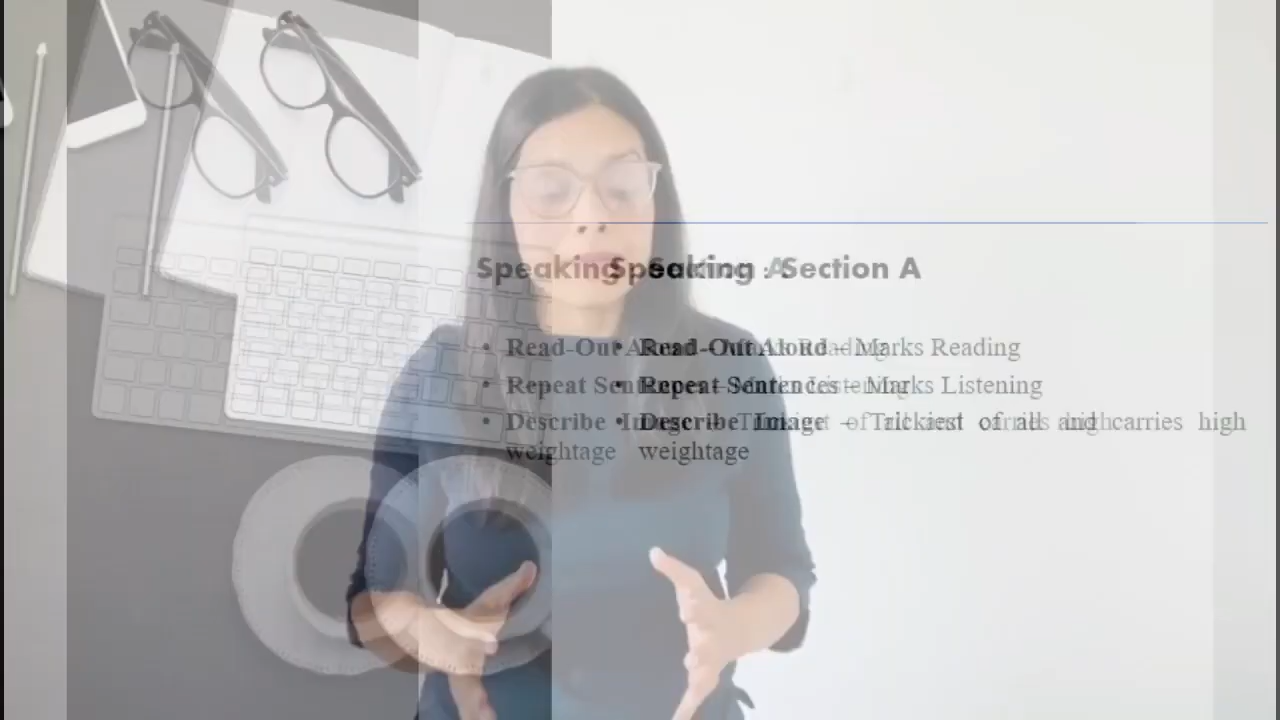 Speaking : Section A
• Read-Out Aloud – Marks Reading
• Repeat Sentences – Marks Listening
• Describe Image – Trickiest of all and carries high
weightage